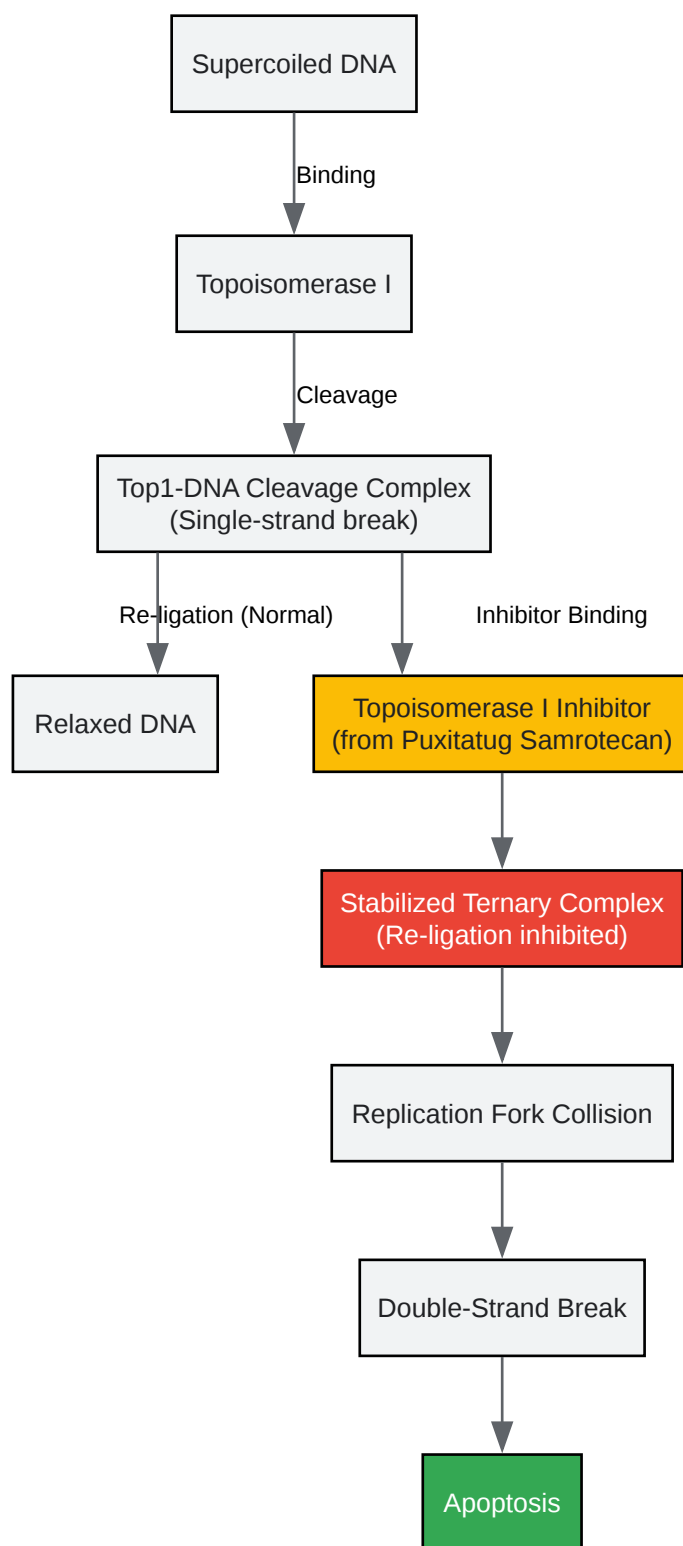 Supercoiled DNA
Binding
Topoisomerase I
Cleavage
Top1-DNA Cleavage Complex
(Single-strand break)
Re-ligation (Normal)
Inhibitor Binding
Relaxed DNA
Topoisomerase I Inhibitor
(from Puxitatug Samrotecan)
Stabilized Ternary Complex
(Re-ligation inhibited)
Replication Fork Collision
Double-Strand Break
Apoptosis